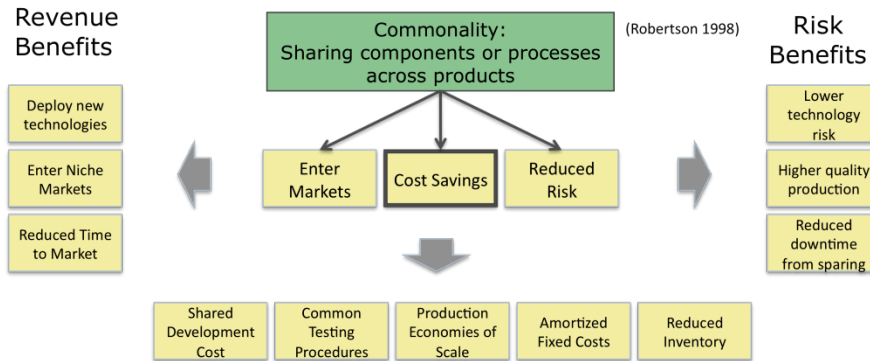 Revenue
Benefits
Commonality:
Sharing components or processes
across products
(Robertson 1998)
Risk
Benefits
Deploy new
technologies
Enter Niche
Markets
Reduced Time
to Market
Enter
Markets
Cost Savings
Reduced
Risk
Lower
technology
risk
Higher quality
production
Reduced
downtime
from sparing
Shared
Development
Cost
Common
Testing
Procedures
Production
Economies of
Scale
Amortized
Fixed Costs
Reduced
Inventory